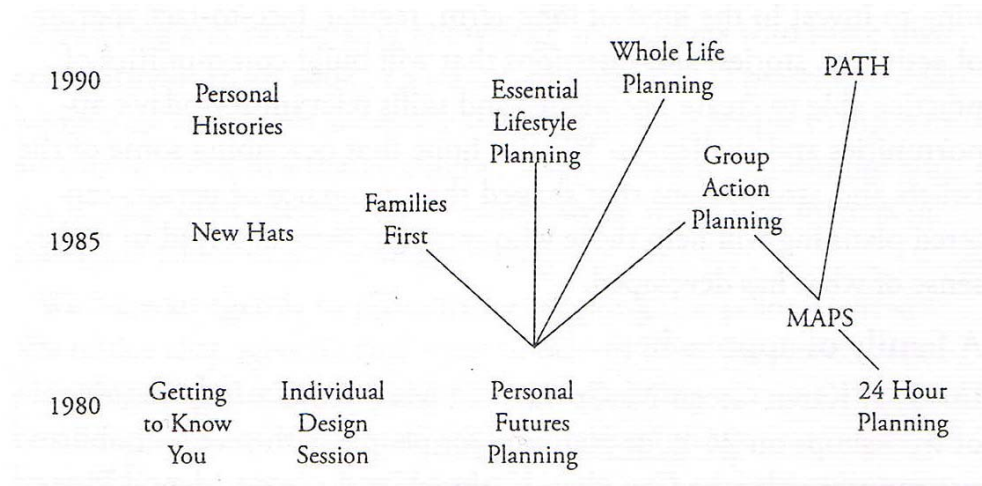 1990
Personal
Histories
Essential
Lifestyle
Planning
Whole Life
Planning
PATH
Group
Action
Planning
1985
New Hats
Families
First
MAPS
1980
Getting
to Know
You
Individual
Design
Session
Personal
Futures
Planning
24 Hour
Planning